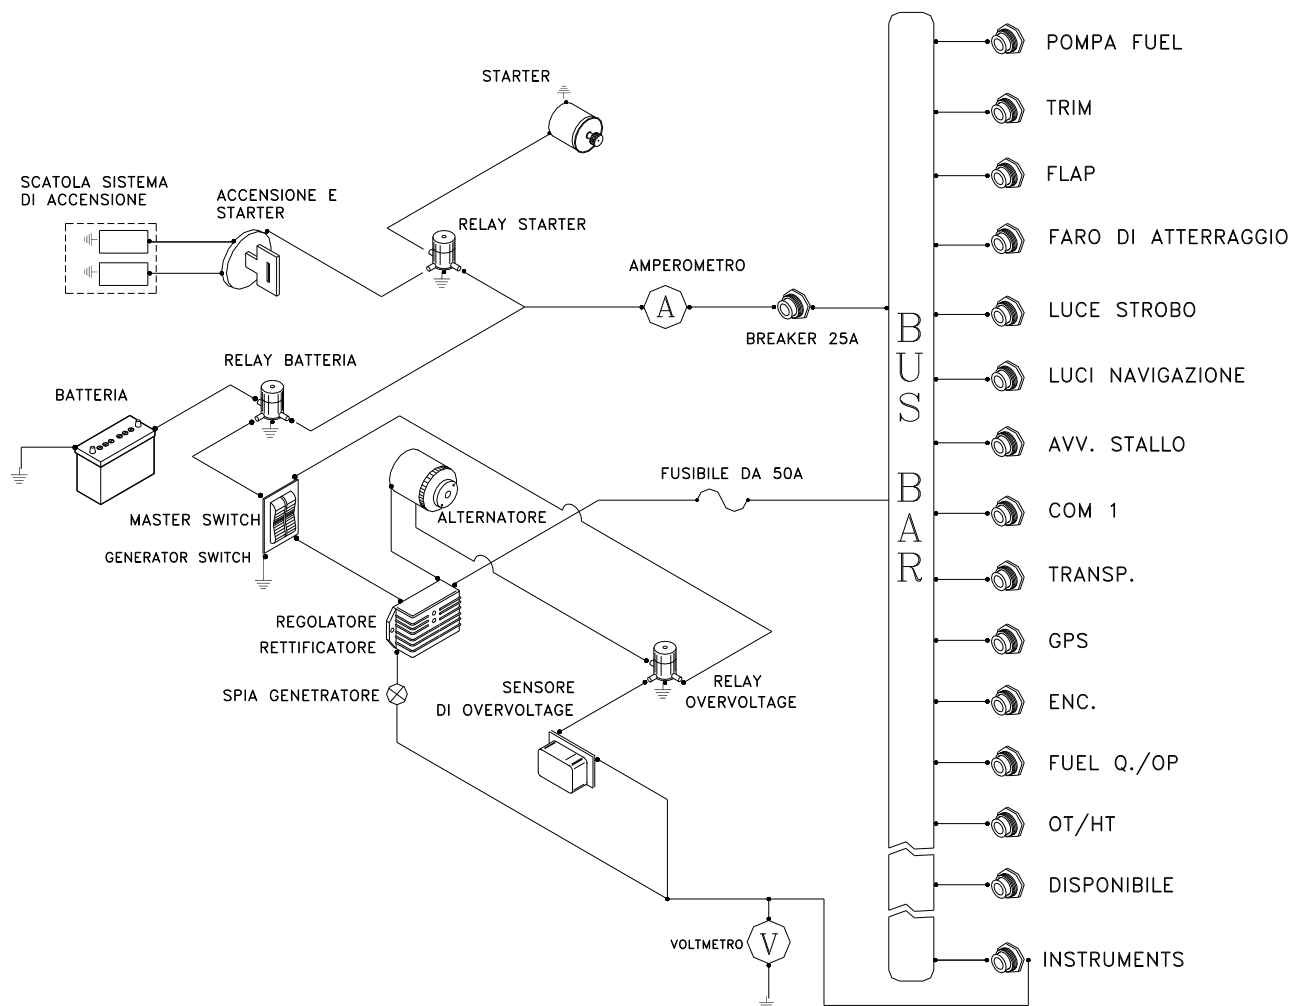 STARTER
SCATOLA SISTEMA
DI ACCENSIONE
ACCENSIONE E
STARTER
RELAY STARTER
AMPEROMETRO
A
BREAKER 25A
RELAY BATTERIA
BATTERIA
MASTER SWITCH
GENERATOR SWITCH
ALTERNATORE
FUSIBILE DA 50A
REGOLATORE
RETTIFICATORE
SPIA GENETRATORE
SENSORE
DI OVERVOLTAGE
RELAY
OVERVOLTAGE
VOLTMETRO
V
BUS BAR
POMPA FUEL
TRIM
FLAP
FARO DI ATTERRAGGIO
LUCE STROBO
LUCI NAVIGAZIONE
AVV. STALLO
COM 1
TRANSP.
GPS
ENC.
FUEL Q./OP
OT/HT
DISPONIBILE
INSTRUMENTS